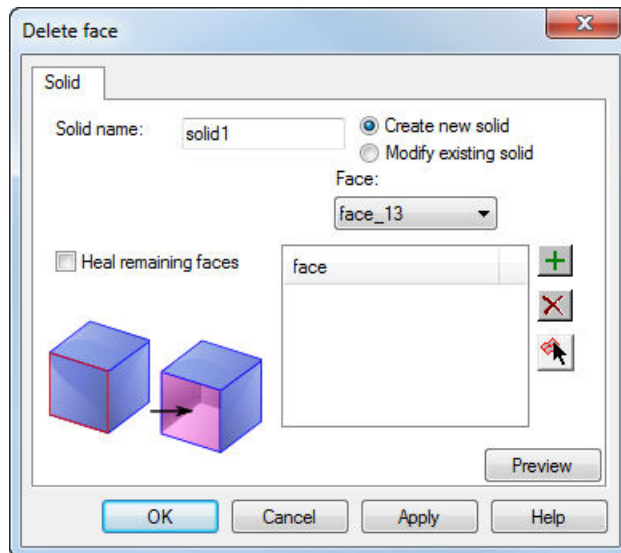 Delete face
Solid
Solid name:
solid1
Create new solid
Modify existing solid
Face:
face_13
Heal remaining faces
face
Preview
OK Cancel Apply Help